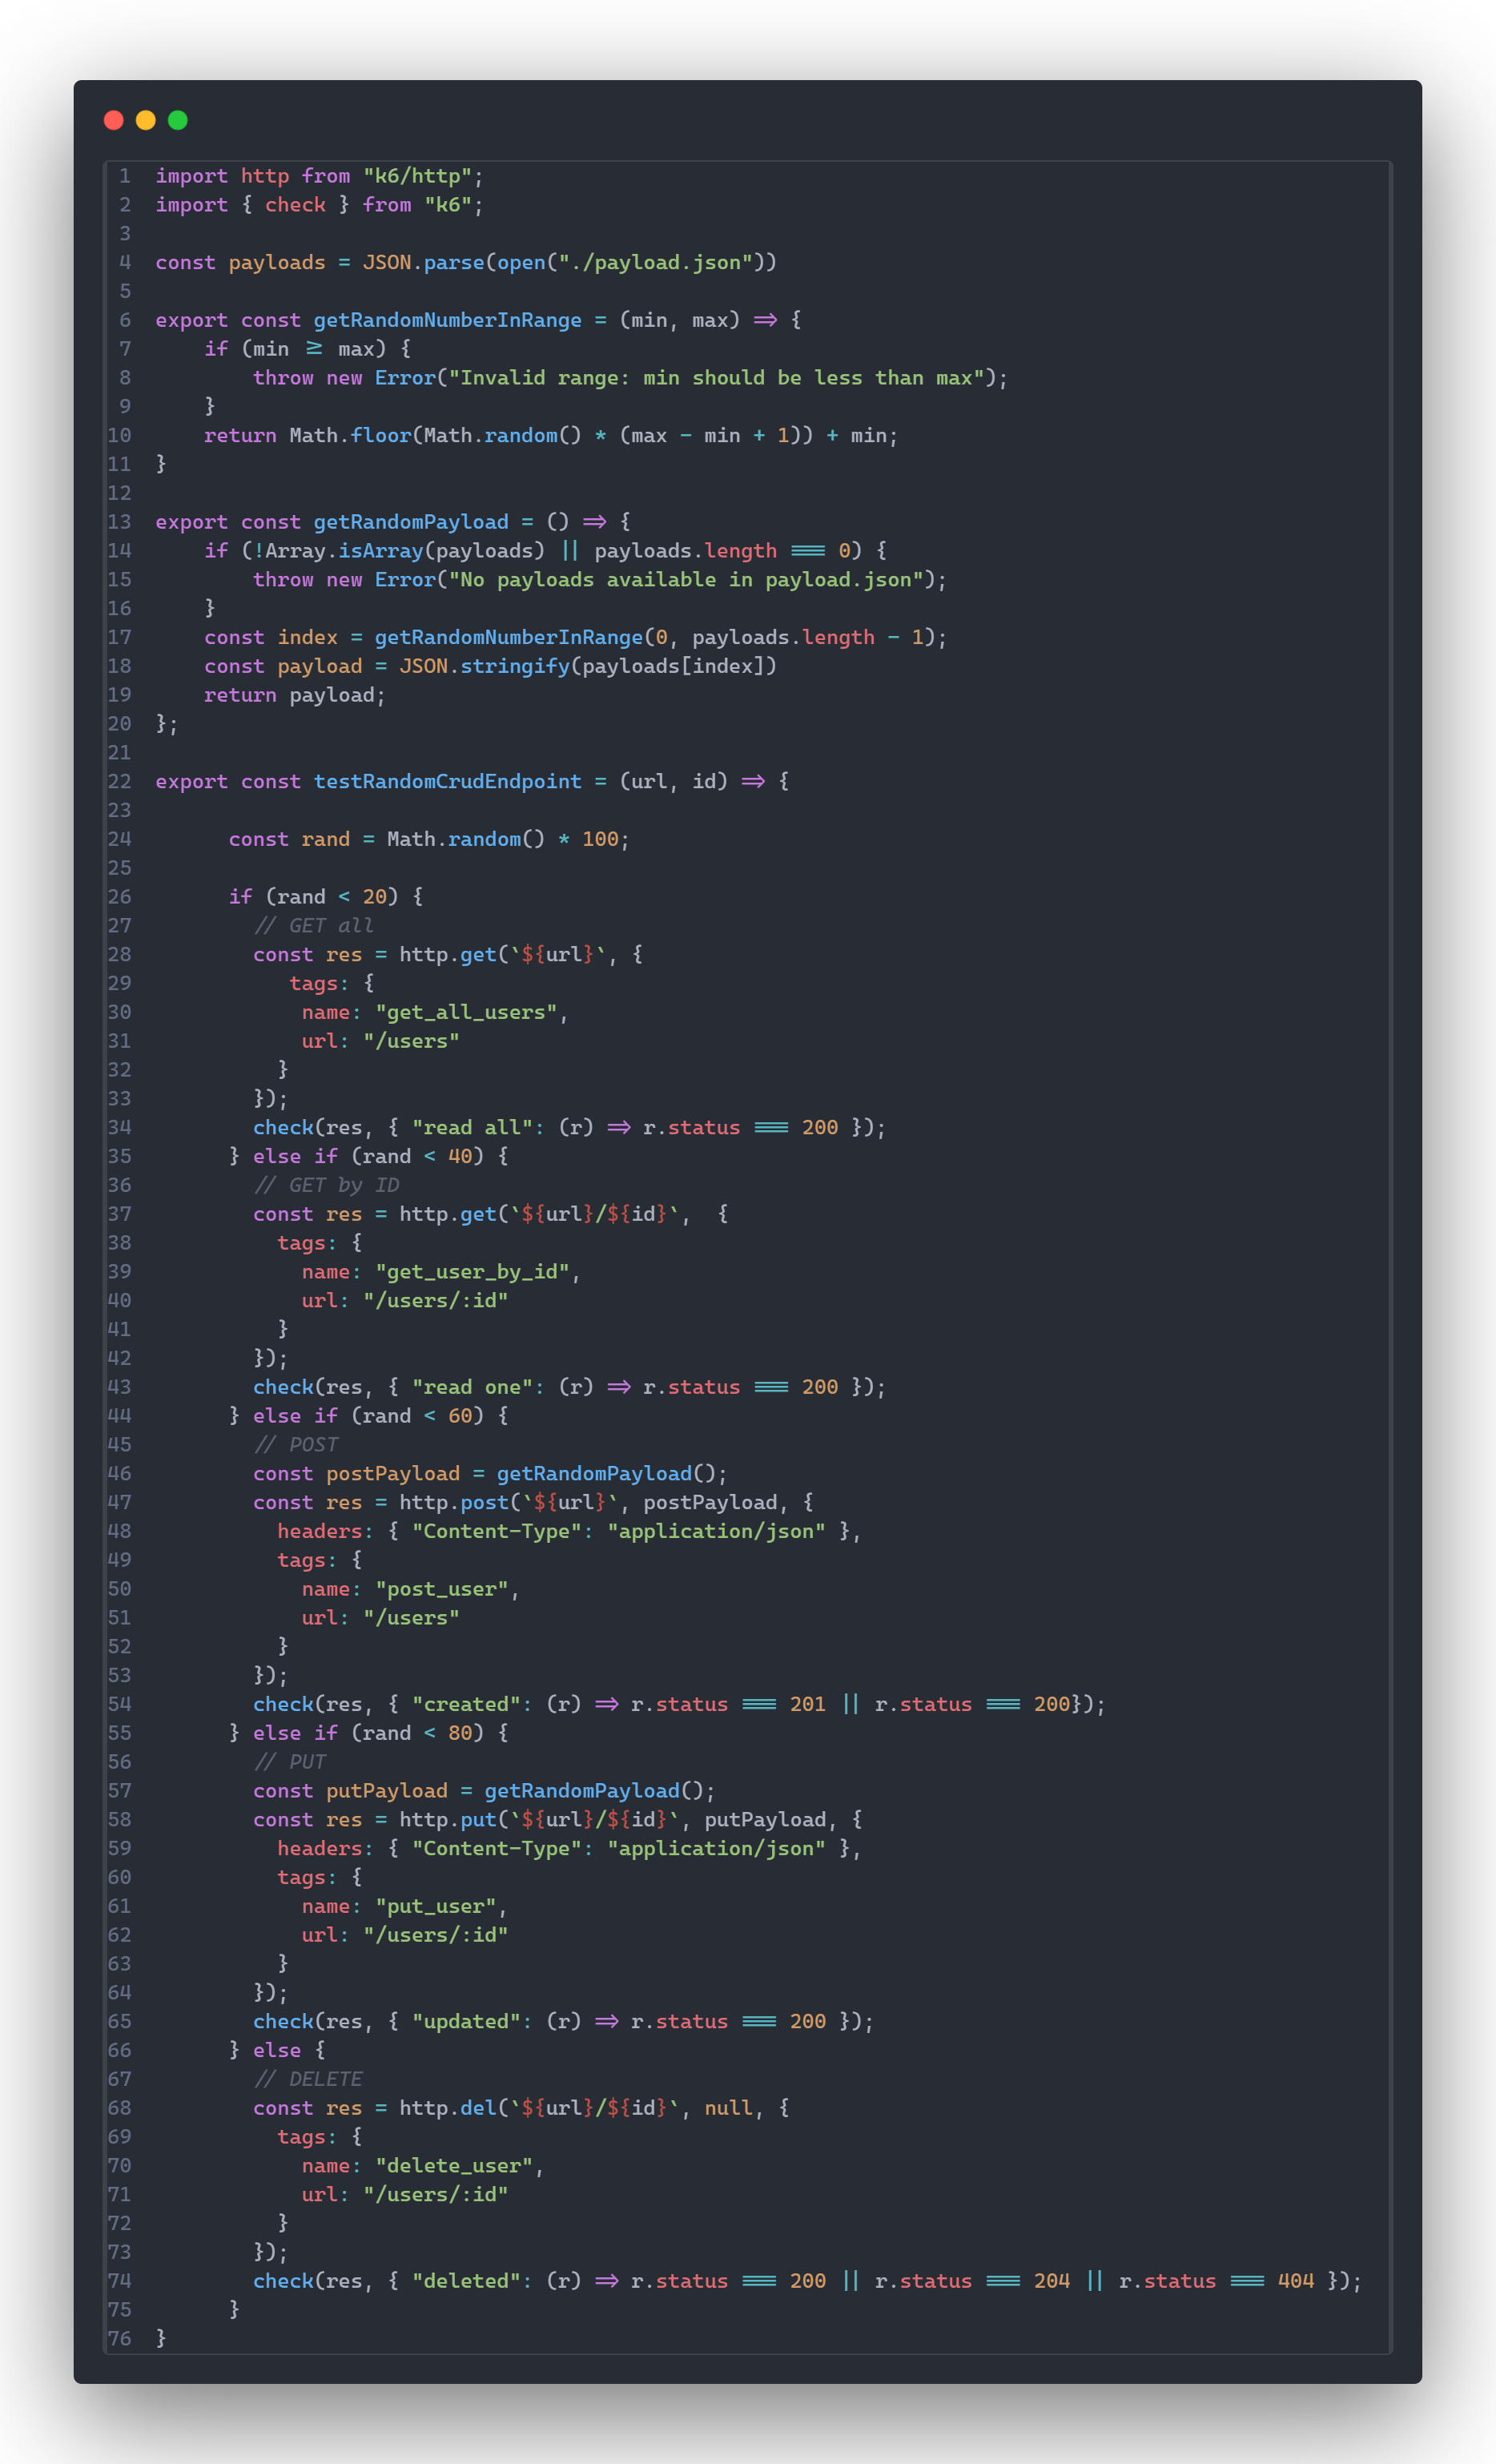 1 import http from "k6/http";
2 import { check } from "k6";
3
4 const payloads = JSON.parse(open("./payload.json"))
5
6 export const getRandomNumberInRange = (min, max) => {
7     if (min >= max) {
8         throw new Error("Invalid range: min should be less than max");
9     }
10     return Math.floor(Math.random() * (max - min + 1)) + min;
11 }
12
13 export const getRandomPayload = () => {
14     if (!Array.isArray(payloads) || payloads.length === 0) {
15         throw new Error("No payloads available in payload.json");
16     }
17     const index = getRandomNumberInRange(0, payloads.length - 1);
18     const payload = JSON.stringify(payloads[index])
19     return payload;
20 };
21
22 export const testRandomCrudEndpoint = (url, id) => {
23
24       const rand = Math.random() * 100;
25
26       if (rand < 20) {
27         // GET all
28         const res = http.get(`${url}`, {
29            tags: {
30             name: "get_all_users",
31             url: "/users"
32           }
33         });
34         check(res, { "read all": (r) => r.status === 200 });
35       } else if (rand < 40) {
36         // GET by ID
37         const res = http.get(`${url}/${id}`,  {
38           tags: {
39             name: "get_user_by_id",
40             url: "/users/:id"
41           }
42         });
43         check(res, { "read one": (r) => r.status === 200 });
44       } else if (rand < 60) {
45         // POST
46         const postPayload = getRandomPayload();
47         const res = http.post(`${url}`, postPayload, {
48           headers: { "Content-Type": "application/json" },
49           tags: {
50             name: "post_user",
51             url: "/users"
52           }
53         });
54         check(res, { "created": (r) => r.status === 201 || r.status === 200});
55       } else if (rand < 80) {
56         // PUT
57         const putPayload = getRandomPayload();
58         const res = http.put(`${url}/${id}`, putPayload, {
59           headers: { "Content-Type": "application/json" },
60           tags: {
61             name: "put_user",
62             url: "/users/:id"
63           }
64         });
65         check(res, { "updated": (r) => r.status === 200 });
66       } else {
67         // DELETE
68         const res = http.del(`${url}/${id}`, null, {
69           tags: {
70             name: "delete_user",
71             url: "/users/:id"
72           }
73         });
74         check(res, { "deleted": (r) => r.status === 200 || r.status === 204 || r.status === 404 });
75       }
76 }